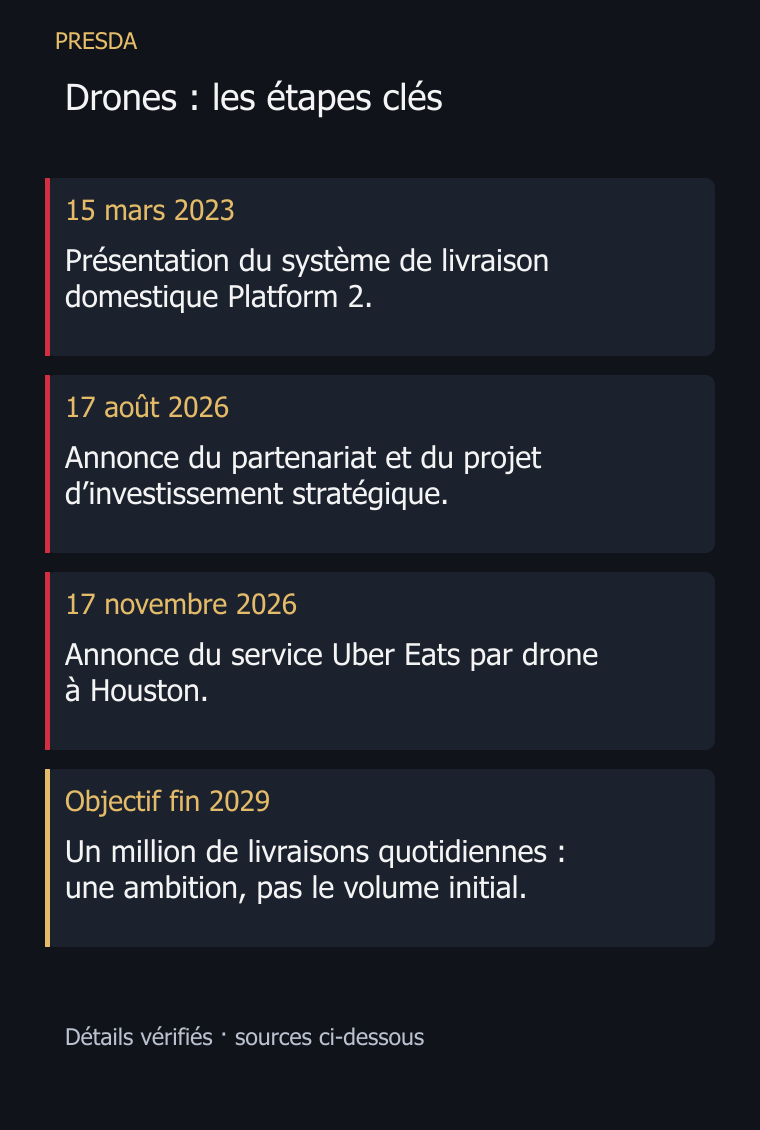 PRESDA
Drones : les étapes clés
15 mars 2023
Présentation du système de livraison
domestique Platform 2.
17 août 2026
Annonce du partenariat et du projet
d’investissement stratégique.
17 novembre 2026
Annonce du service Uber Eats par drone
à Houston.
Objectif fin 2029
Un million de livraisons quotidiennes :
une ambition, pas le volume initial.
Détails vérifiés · sources ci-dessous